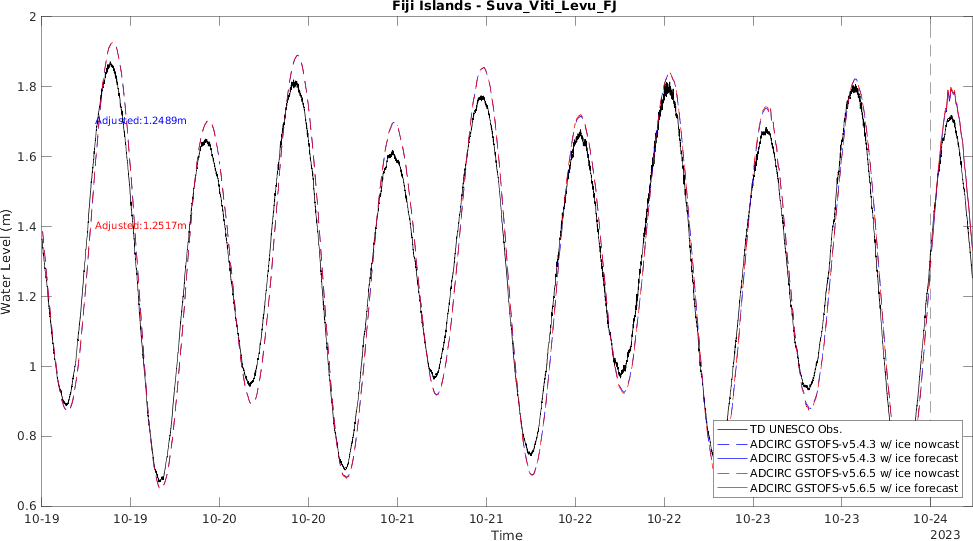 Fiji Islands - Suva_Viti_Levu_FJ
2
1.8
1.6
1.4
1.2
1
0.8
0.6
Water Level (m)
Adjusted:1.2489m
Adjusted:1.2517m
TD UNESCO Obs.
ADCIRC GSTOFS-v5.4.3 w/ ice nowcast
ADCIRC GSTOFS-v5.4.3 w/ ice forecast
ADCIRC GSTOFS-v5.6.5 w/ ice nowcast
ADCIRC GSTOFS-v5.6.5 w/ ice forecast
10-19 10-19 10-20 10-20 10-21 10-21 10-22 10-22 10-23 10-23 10-24
2023
Time